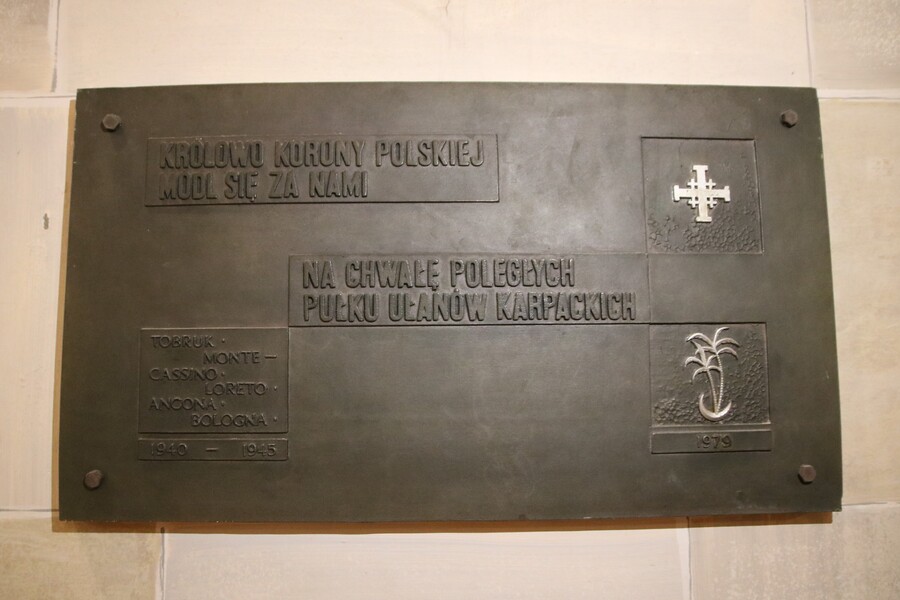 KRÓLOWO KORONY POLSKIEJ
MÓDL SIĘ ZA NAMI
NA CHWAŁĘ POLEGŁYCH
PUŁKU UŁANÓW KARPACKICH
TOBRUK ·
MONTE —
CASSINO ·
LORETO ·
ANCONA ·
BOLOGNA ·
1940 — 1945
1979